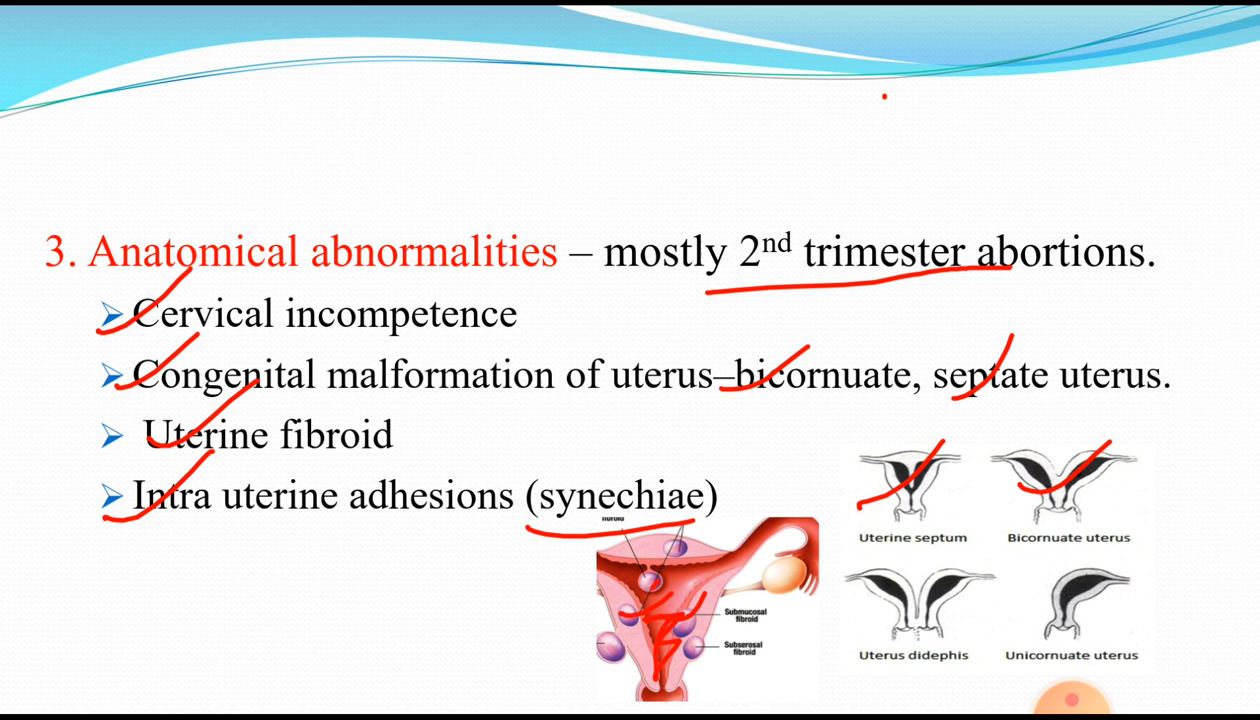 3. Anatomical abnormalities – mostly 2nd trimester abortions.
➢ Cervical incompetence
➢ Congenital malformation of uterus–bicornuate, septate uterus.
➢ Uterine fibroid
➢ Intra uterine adhesions (synechiae)
Uterine septum
Bicornuate uterus
Submucosal
fibroid
Subserosal
fibroid
Uterus didephis
Unicornuate uterus